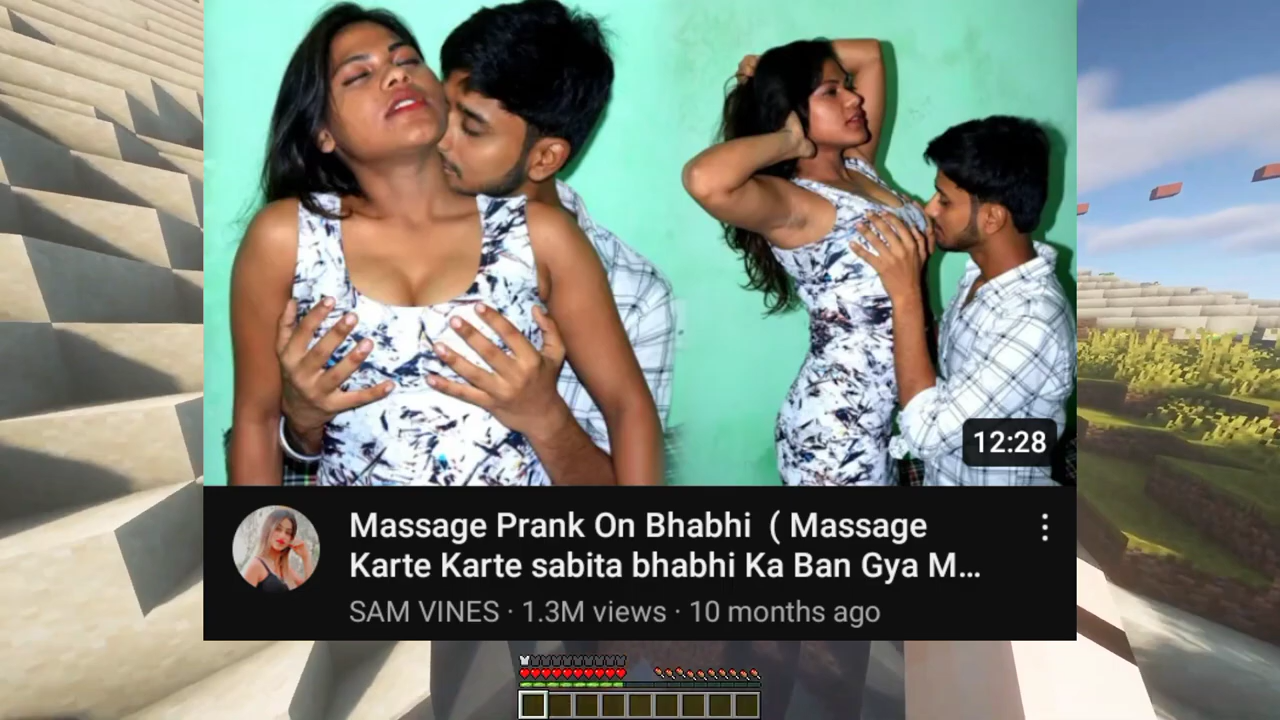 12:28
Massage Prank On Bhabhi ( Massage
Karte Karte sabita bhabhi Ka Ban Gya M...
SAM VINES · 1.3M views · 10 months ago